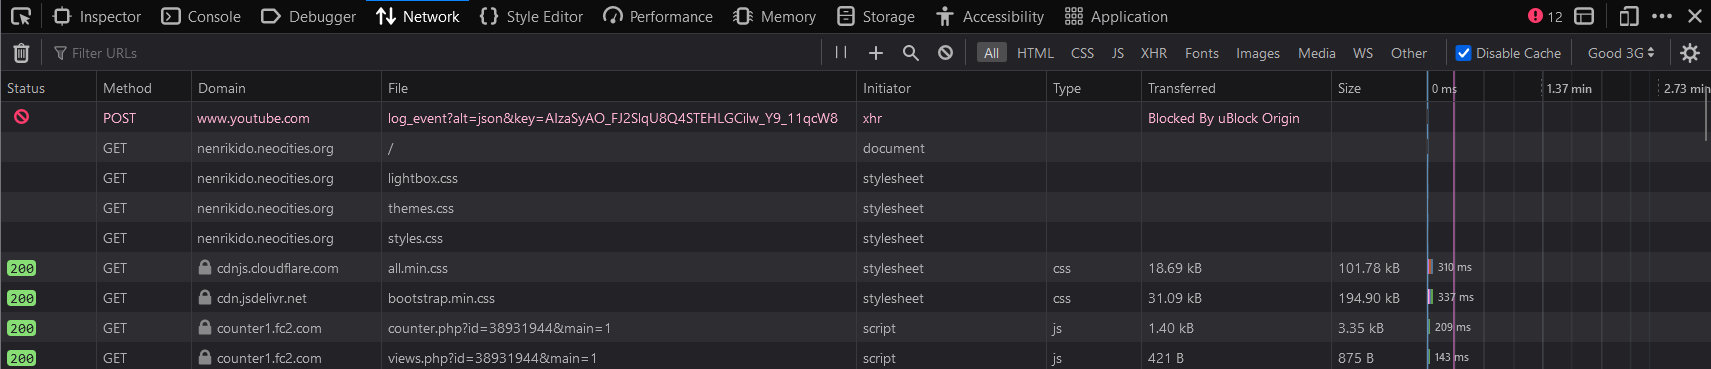 Inspector Console Debugger Network Style Editor Performance Memory Storage Accessibility Application 12
Filter URLs All HTML CSS JS XHR Fonts Images Media WS Other Disable Cache Good 3G
Status Method Domain File Initiator Type Transferred Size 0 ms 1.37 min 2.73 min
POST www.youtube.com log_event?alt=json&key=AIzaSyAO_FJ2SlqU8Q4STEHLGCilw_Y9_11qcW8 xhr Blocked By uBlock Origin
GET nenrikido.neocities.org / document
GET nenrikido.neocities.org lightbox.css stylesheet
GET nenrikido.neocities.org themes.css stylesheet
GET nenrikido.neocities.org styles.css stylesheet
200 GET cdnjs.cloudflare.com all.min.css stylesheet css 18.69 kB 101.78 kB 310 ms
200 GET cdn.jsdelivr.net bootstrap.min.css stylesheet css 31.09 kB 194.90 kB 337 ms
200 GET counter1.fc2.com counter.php?id=38931944&main=1 script js 1.40 kB 3.35 kB 209 ms
200 GET counter1.fc2.com views.php?id=38931944&main=1 script js 421 B 875 B 143 ms